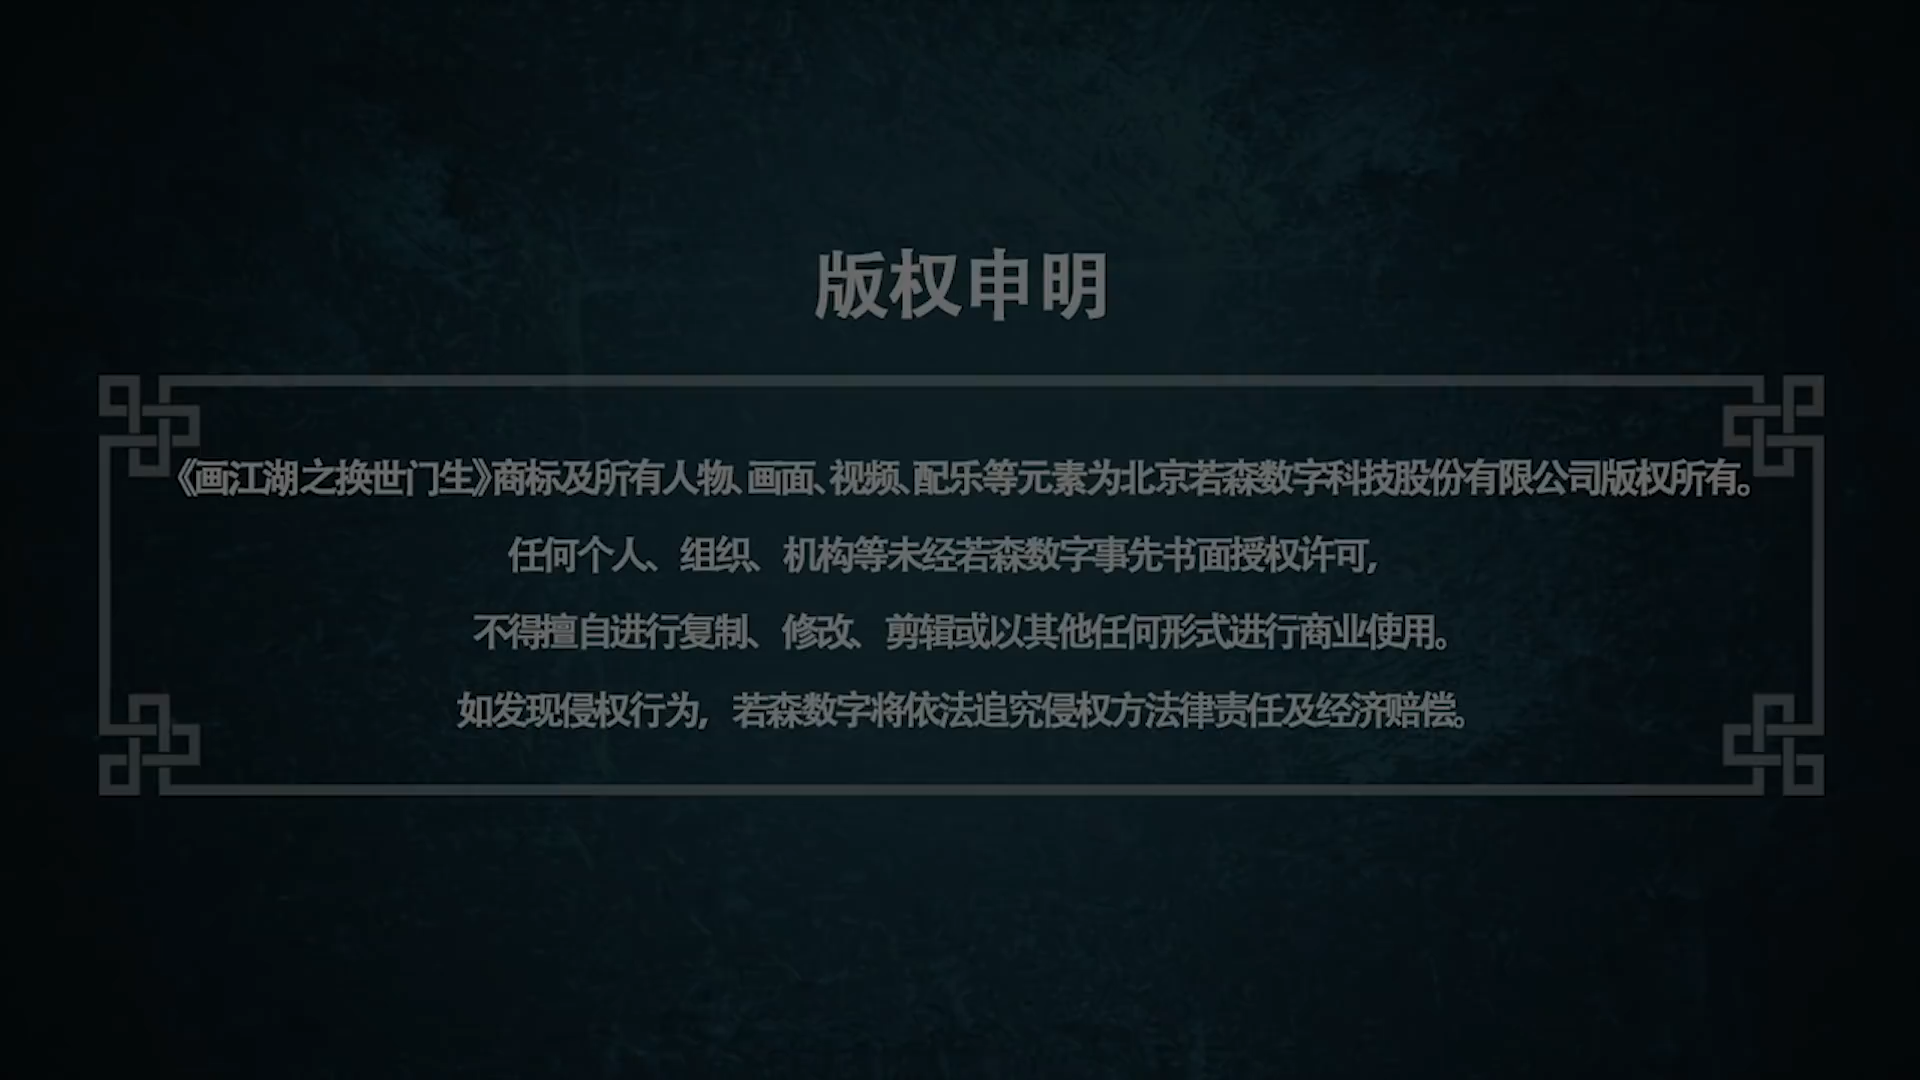 版权申明
《画江湖之换世门生》商标及所有人物、画面、视频、配乐等元素为北京若森数字科技股份有限公司版权所有。
任何个人、组织、机构等未经若森数字事先书面授权许可，
不得擅自进行复制、修改、剪辑或以其他任何形式进行商业使用。
如发现侵权行为，若森数字将依法追究侵权方法律责任及经济赔偿。